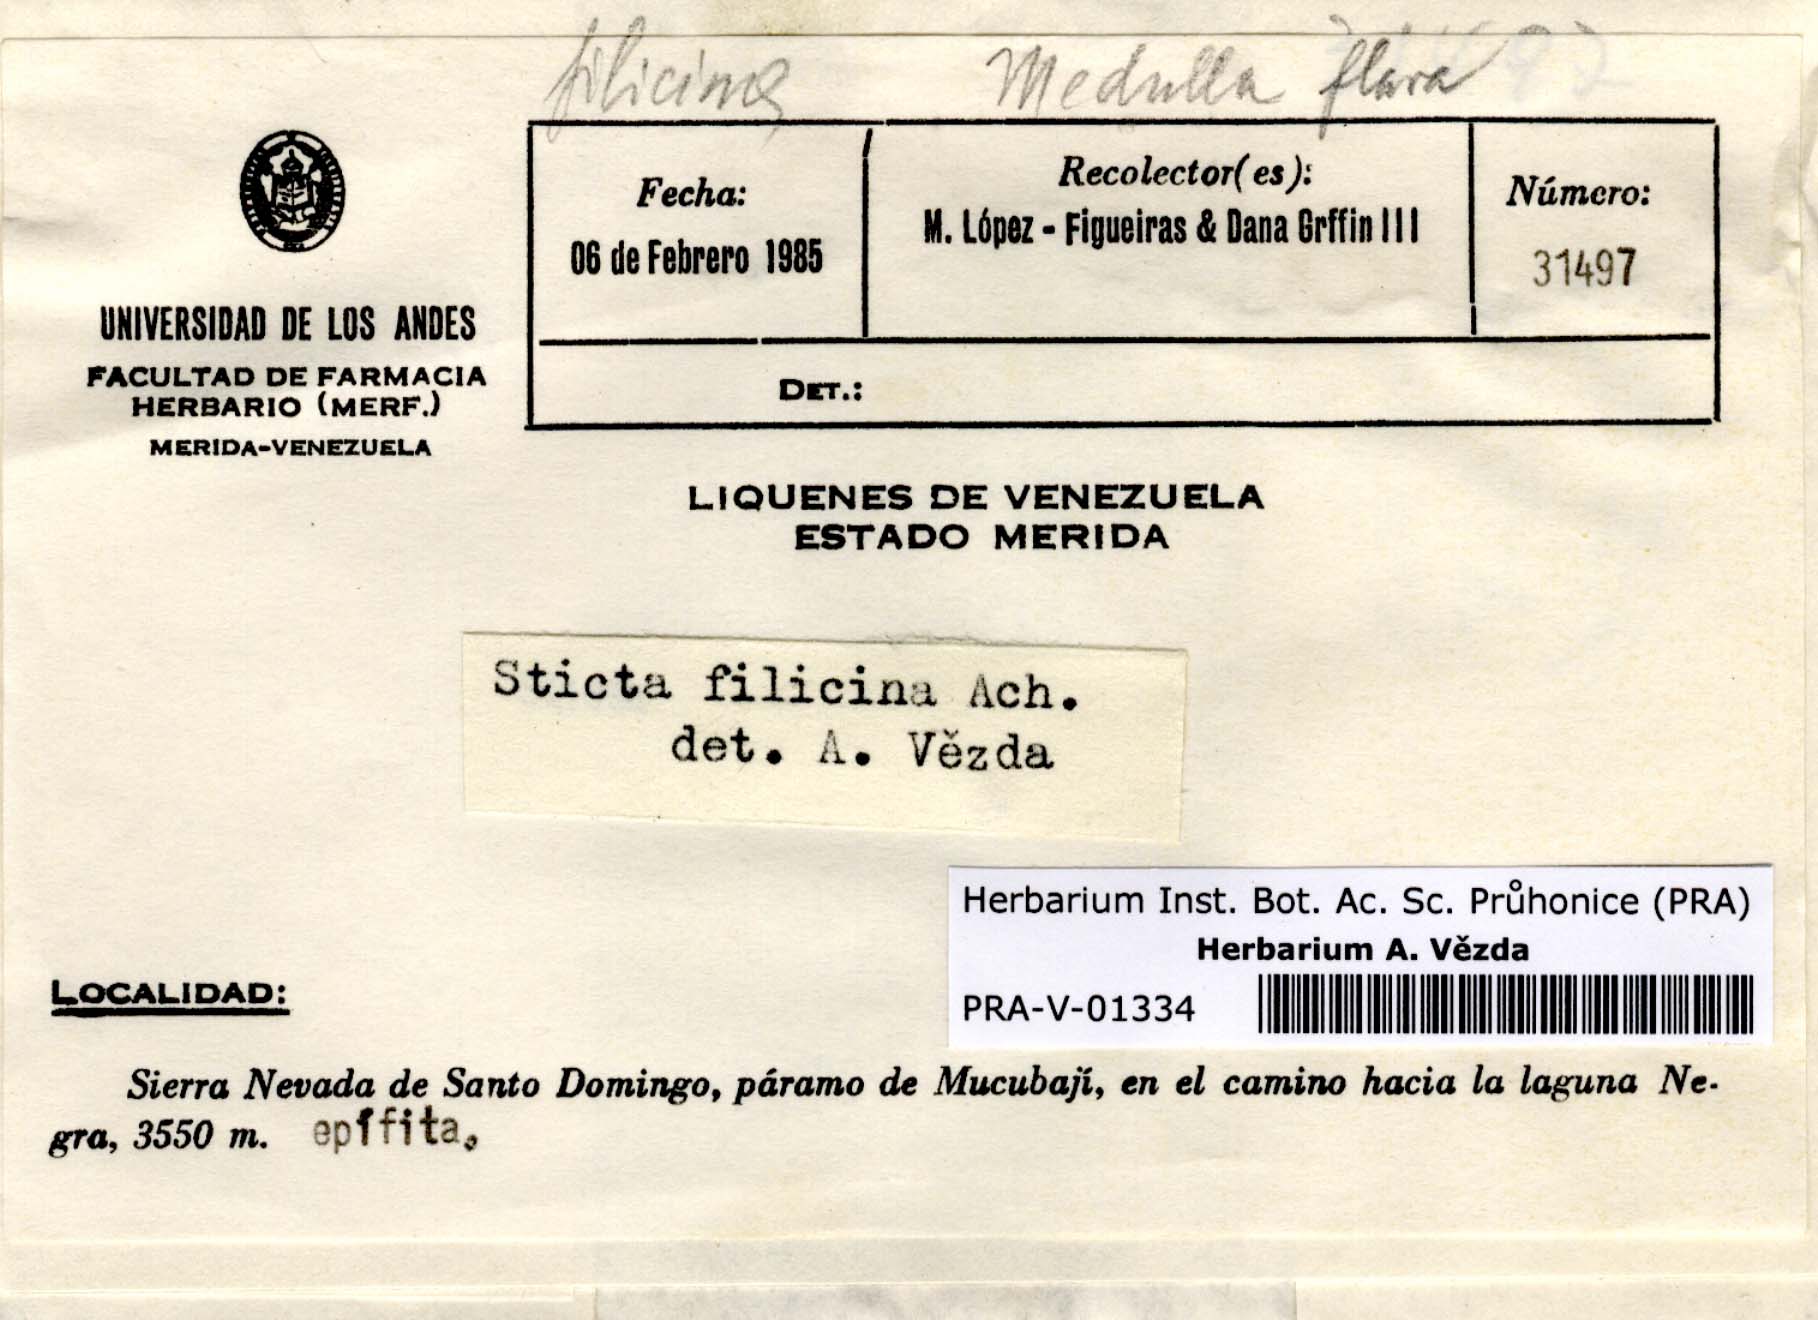 filicina Medulla flava
Fecha:
06 de Febrero 1985
Recolector(es):
M. López - Figueiras & Dana Grffin III
Número:
31497
DET.:
UNIVERSIDAD DE LOS ANDES
FACULTAD DE FARMACIA
HERBARIO (MERF.)
MERIDA-VENEZUELA
LIQUENES DE VENEZUELA
ESTADO MERIDA
Sticta filicina Ach.
det. A. Vězda
Herbarium Inst. Bot. Ac. Sc. Průhonice (PRA)
Herbarium A. Vězda
PRA-V-01334
LOCALIDAD:
Sierra Nevada de Santo Domingo, páramo de Mucubají, en el camino hacia la laguna Ne-
gra, 3550 m. epífita.